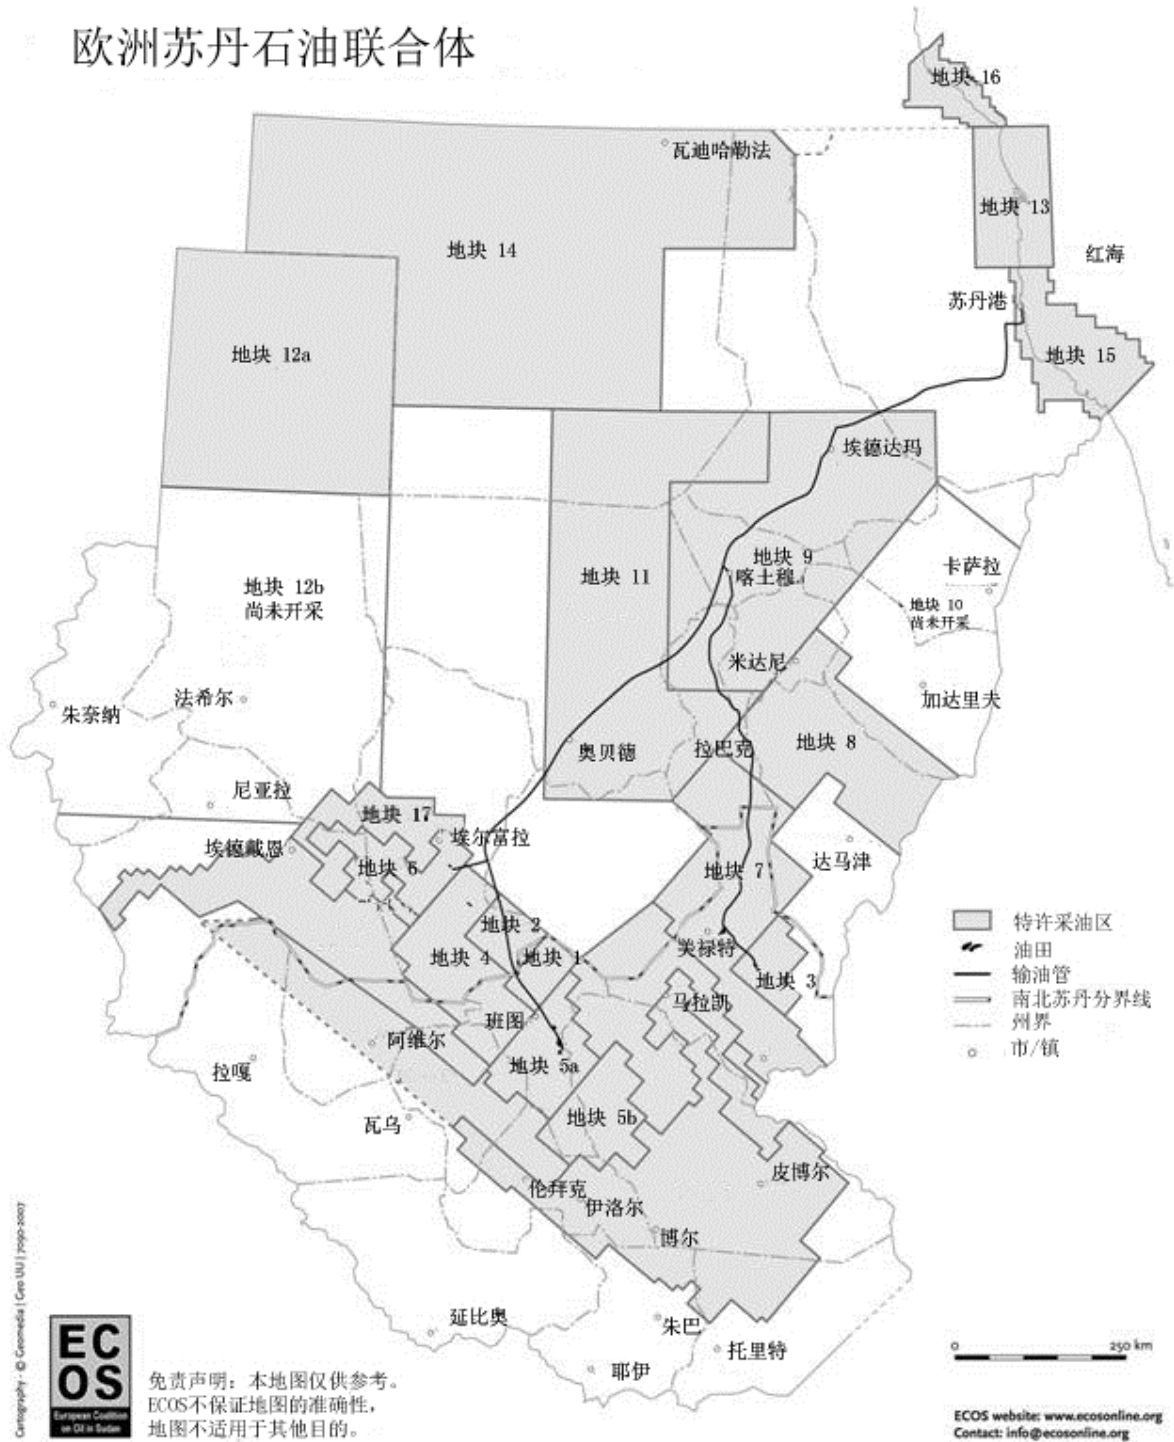 欧洲苏丹石油联合体
地块 16
瓦迪哈勒法
地块 13
地块 14
红海
苏丹港
地块 12a
地块 15
埃德达玛
地块 9
喀土穆
卡萨拉
地块 11
地块 12b
尚未开采
地块 10
尚未开采
米达尼
法希尔
加达里夫
朱奈纳
奥贝德
拉巴克
地块 8
尼亚拉
地块 17
埃尔富拉
埃德戴恩
地块 6
达马津
地块 7
地块 2
特许采油区
美禄特
油田
地块 4
地块 1
输油管
地块 3
南北苏丹分界线
马拉凯
班图
州界
阿维尔
市/镇
地块 5a
拉嘎
地块 5b
瓦乌
皮博尔
伦拜克
伊洛尔
博尔
延比奥
朱巴
托里特
耶伊
0 250 km
Cartography - © Geomedia | Geo UU | 7090-2007
EC
OS
European Coalition
on Oil in Sudan
免责声明：本地图仅供参考。
ECOS不保证地图的准确性，
地图不适用于其他目的。
ECOS website: www.ecosonline.org
Contact: info@ecosonline.org